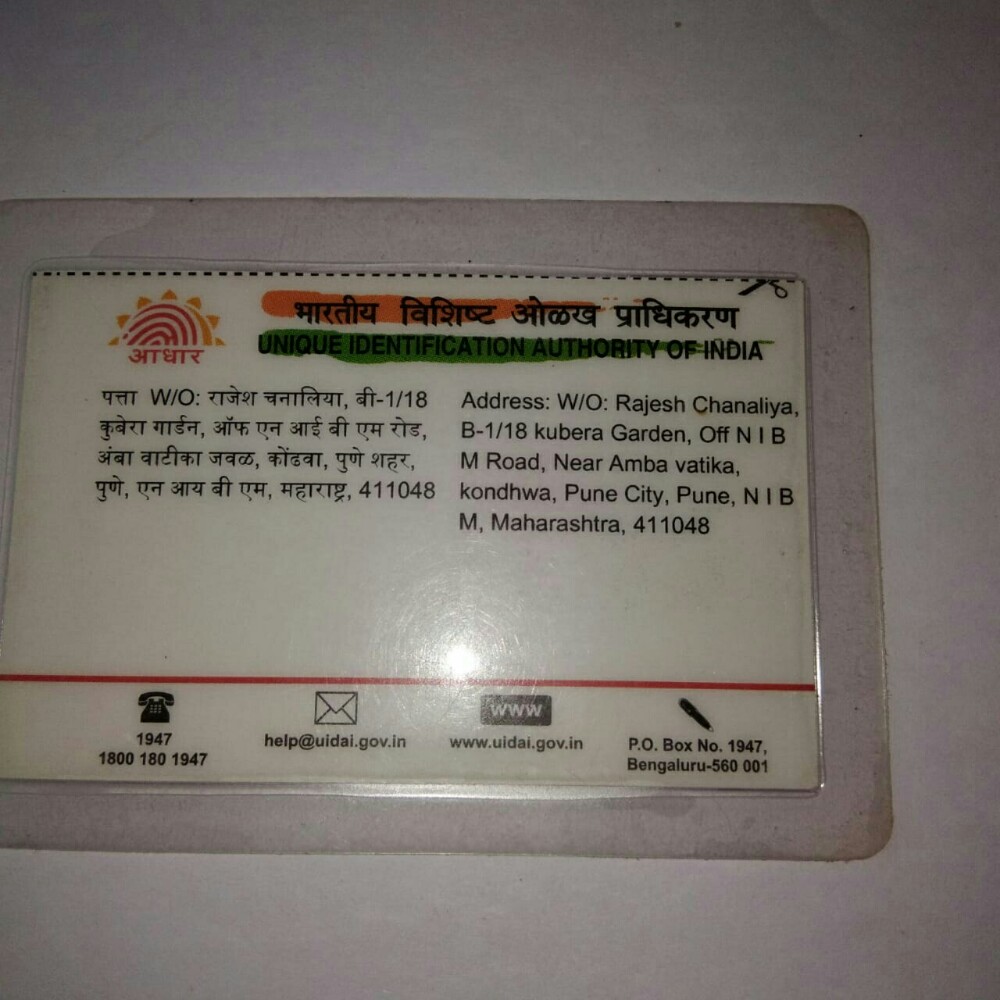 भारतीय विशिष्ट ओळख प्राधिकरण
UNIQUE IDENTIFICATION AUTHORITY OF INDIA
आधार
पत्ता W/O: राजेश चनालिया, बी-1/18
कुबेरा गार्डन, ऑफ एन आई बी एम रोड,
अंबा वाटीका जवळ, कोंढवा, पुणे शहर,
पुणे, एन आय बी एम, महाराष्ट्र, 411048
Address: W/O: Rajesh Chanaliya,
B-1/18 kubera Garden, Off N I B
M Road, Near Amba vatika,
kondhwa, Pune City, Pune, N I B
M, Maharashtra, 411048
1947
1800 180 1947
help@uidai.gov.in
www
www.uidai.gov.in
P.O. Box No. 1947,
Bengaluru-560 001